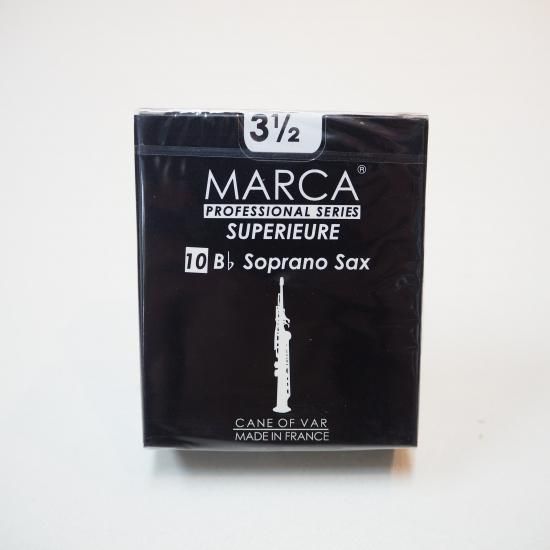 3½
MARCA®
PROFESSIONAL SERIES
SUPERIEURE
10 B♭ Soprano Sax
CANE OF VAR
MADE IN FRANCE